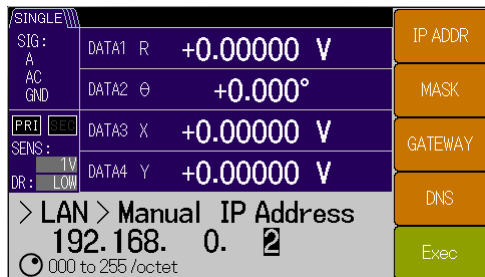 SINGLE
SIG:
A
AC
GND
PRI SEC
SENS:
1V
DR: LOW
DATA1 R +0.00000 V
DATA2 θ +0.000°
DATA3 X +0.00000 V
DATA4 Y +0.00000 V
> LAN > Manual IP Address
192.168. 0. 2
000 to 255 /octet
IP ADDR
MASK
GATEWAY
DNS
Exec